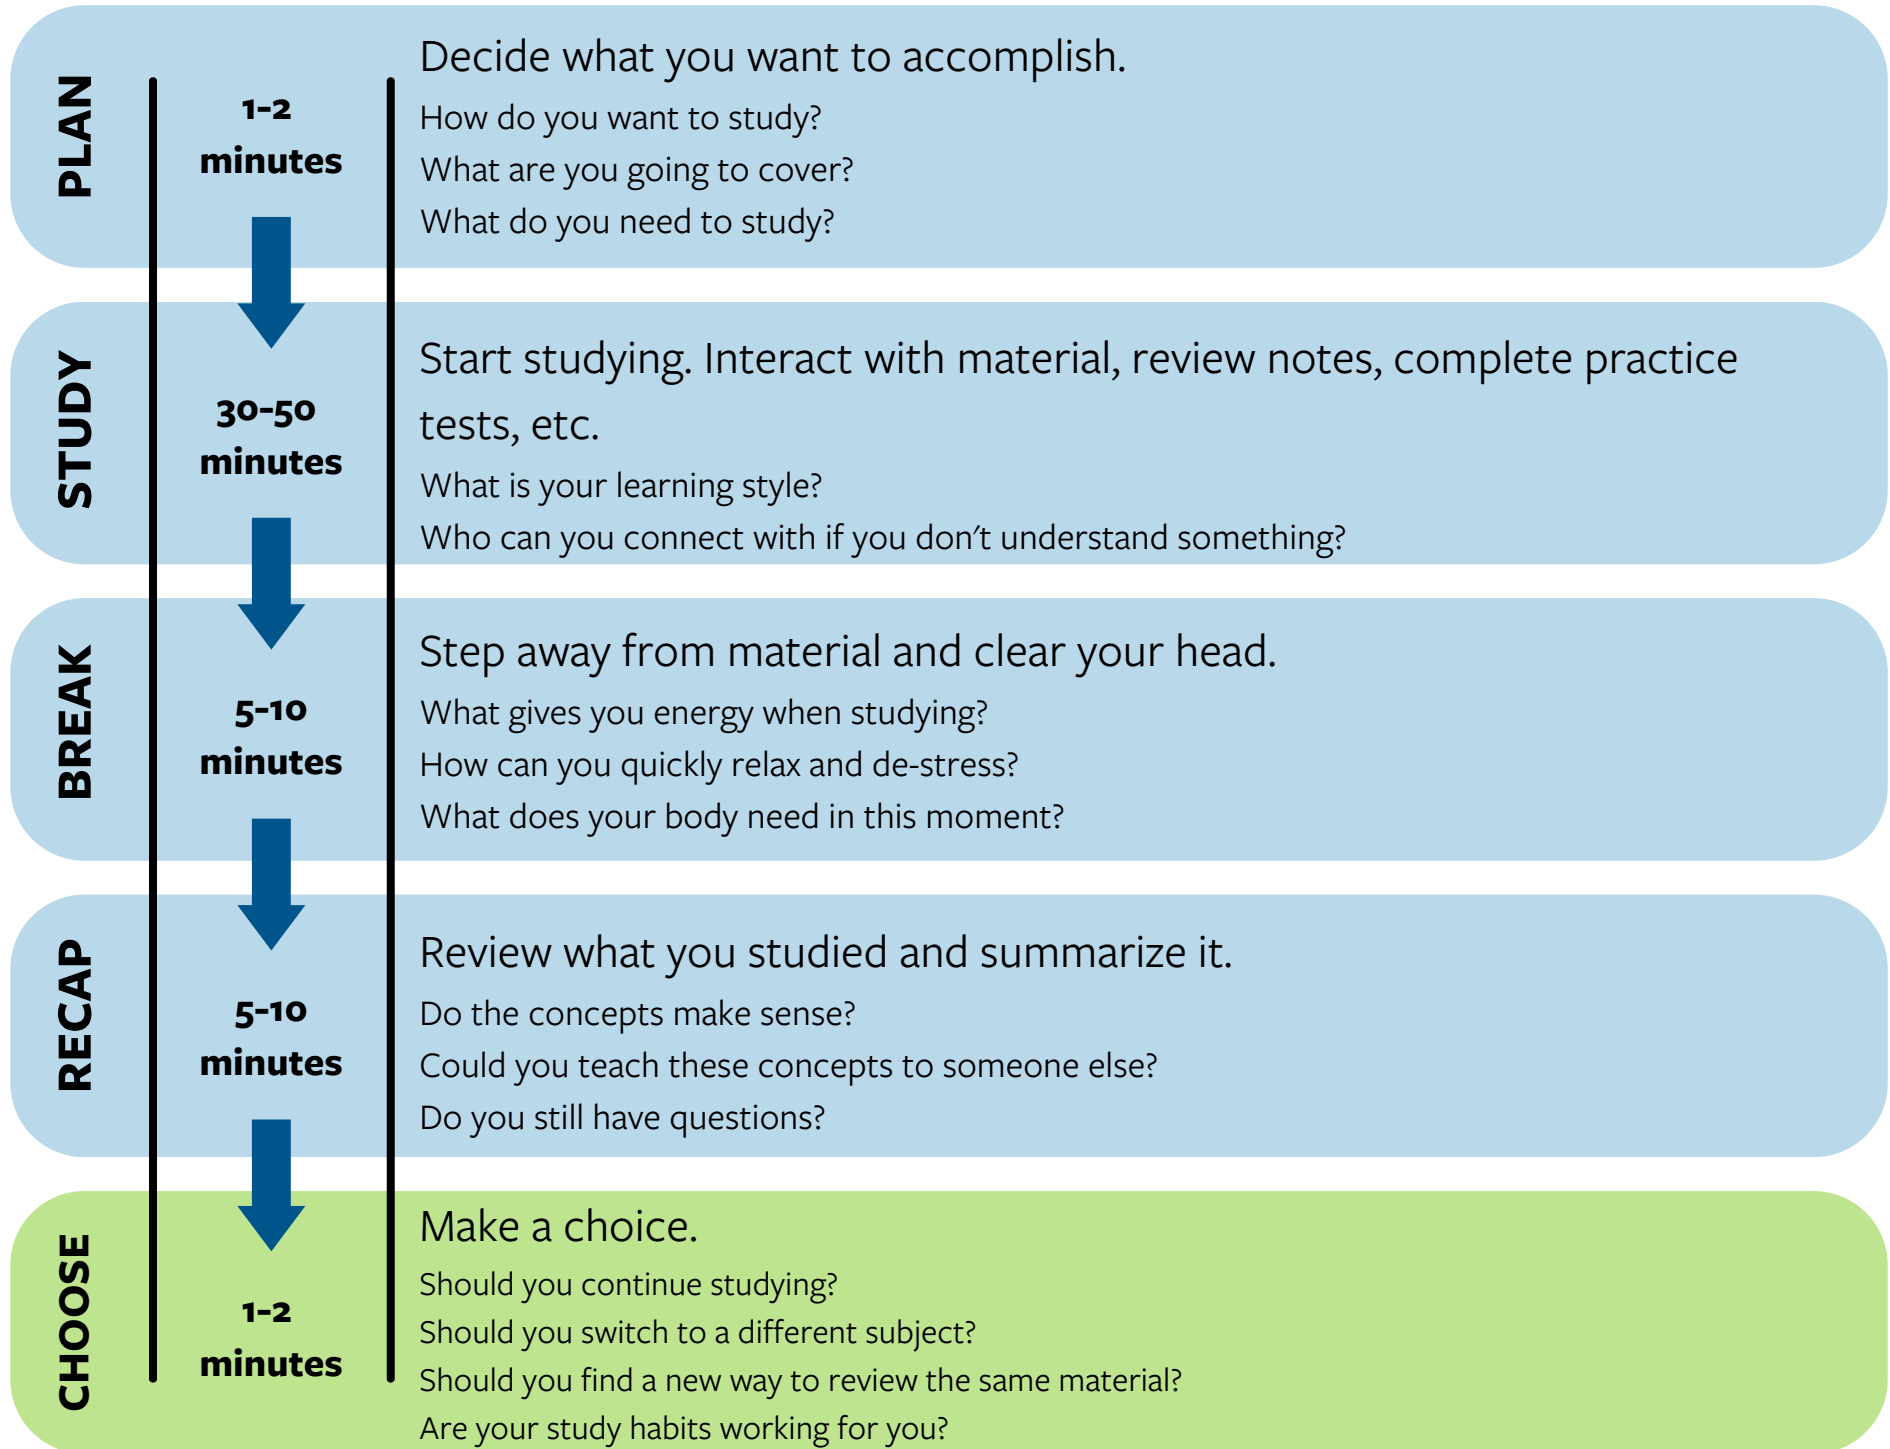 PLAN
1-2
minutes
Decide what you want to accomplish.
How do you want to study?
What are you going to cover?
What do you need to study?
STUDY
30-50
minutes
Start studying. Interact with material, review notes, complete practice
tests, etc.
What is your learning style?
Who can you connect with if you don't understand something?
BREAK
5-10
minutes
Step away from material and clear your head.
What gives you energy when studying?
How can you quickly relax and de-stress?
What does your body need in this moment?
RECAP
5-10
minutes
Review what you studied and summarize it.
Do the concepts make sense?
Could you teach these concepts to someone else?
Do you still have questions?
CHOOSE
1-2
minutes
Make a choice.
Should you continue studying?
Should you switch to a different subject?
Should you find a new way to review the same material?
Are your study habits working for you?